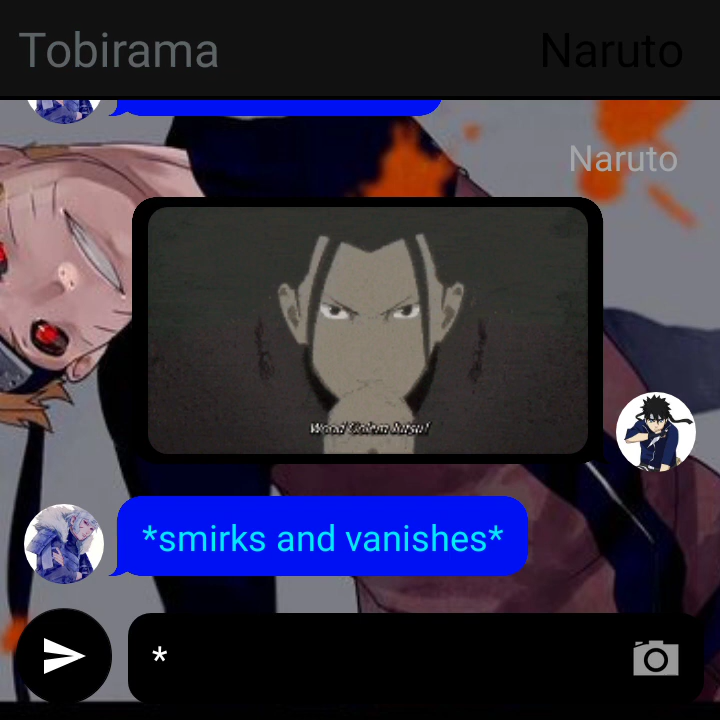 Tobirama
Naruto
Naruto
Wood Golem Jutsu!
*smirks and vanishes*
*